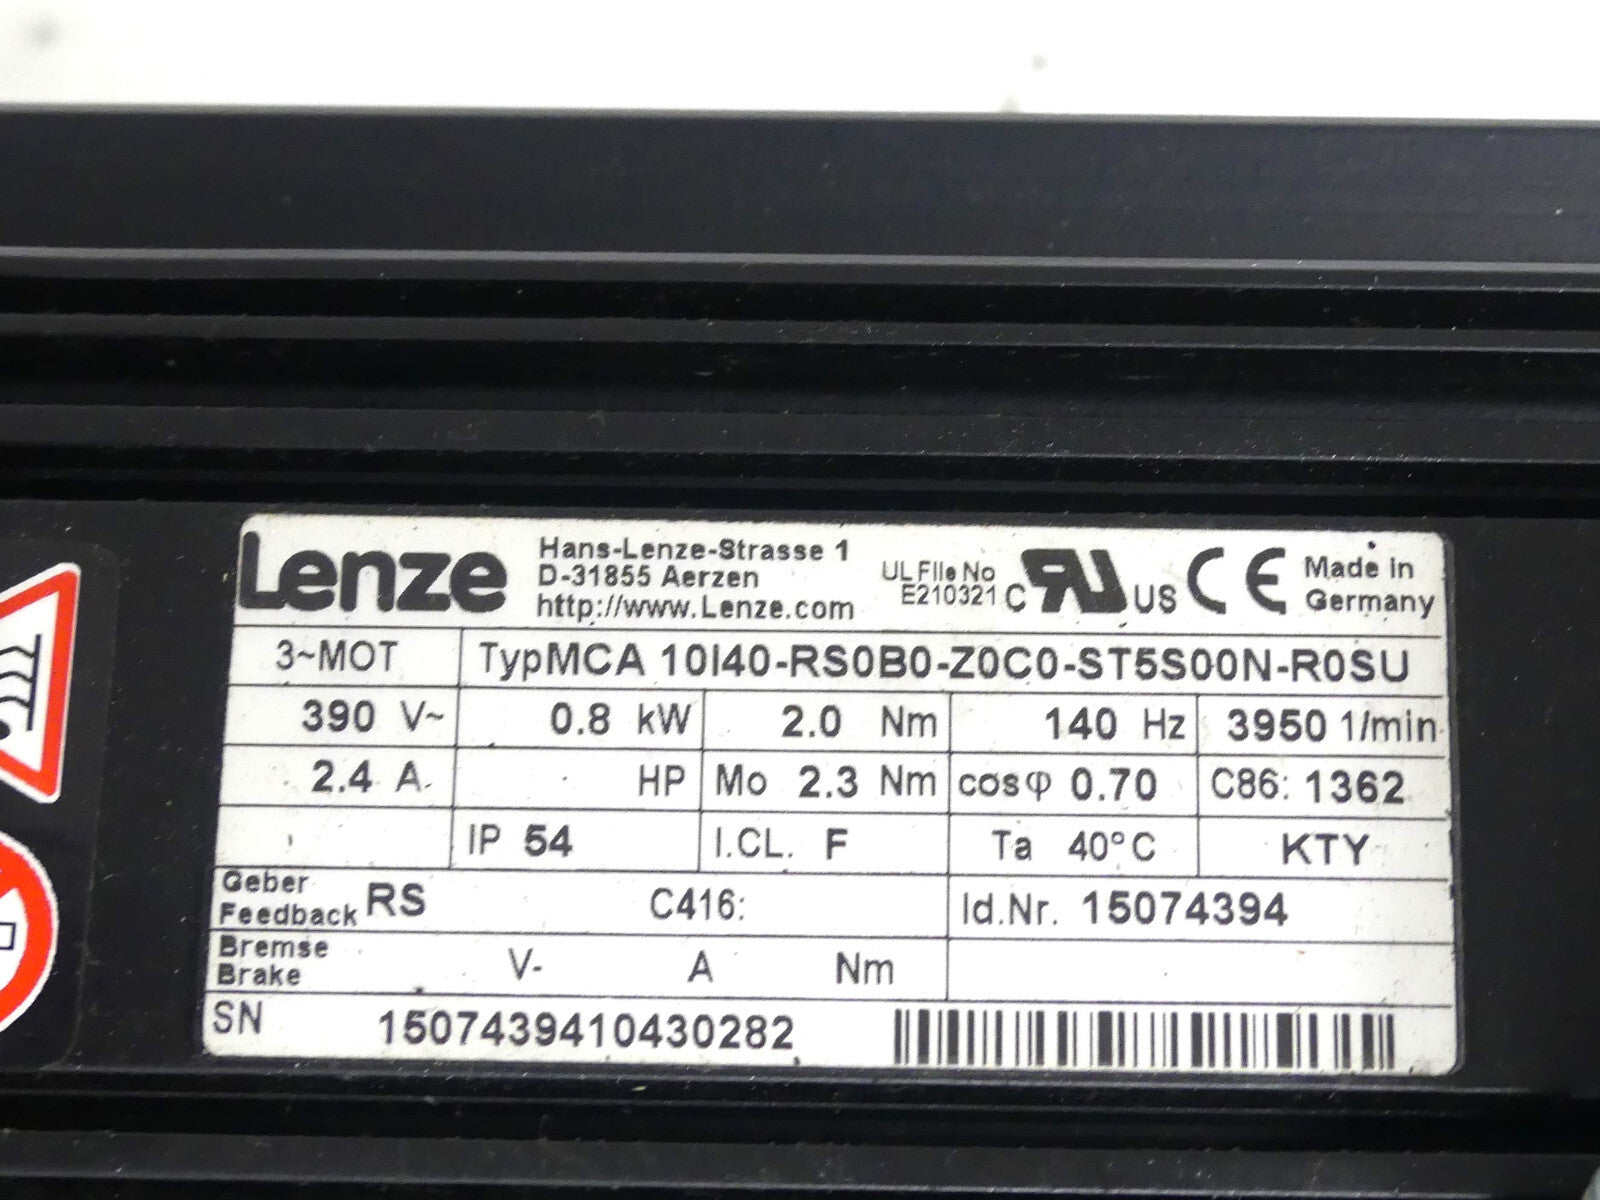 Lenze
Hans-Lenze-Strasse 1
D-31855 Aerzen
http://www.Lenze.com
UL File No
E210321
C RU US CE
Made in
Germany
3~MOT TypMCA 10I40-RS0B0-Z0C0-ST5S00N-R0SU
390 V~ 0.8 kW 2.0 Nm 140 Hz 3950 1/min
2.4 A HP Mo 2.3 Nm cosφ 0.70 C86: 1362
IP 54 I.CL. F Ta 40°C KTY
Geber
Feedback RS C416: Id.Nr. 15074394
Bremse
Brake V- A Nm
SN 1507439410430282